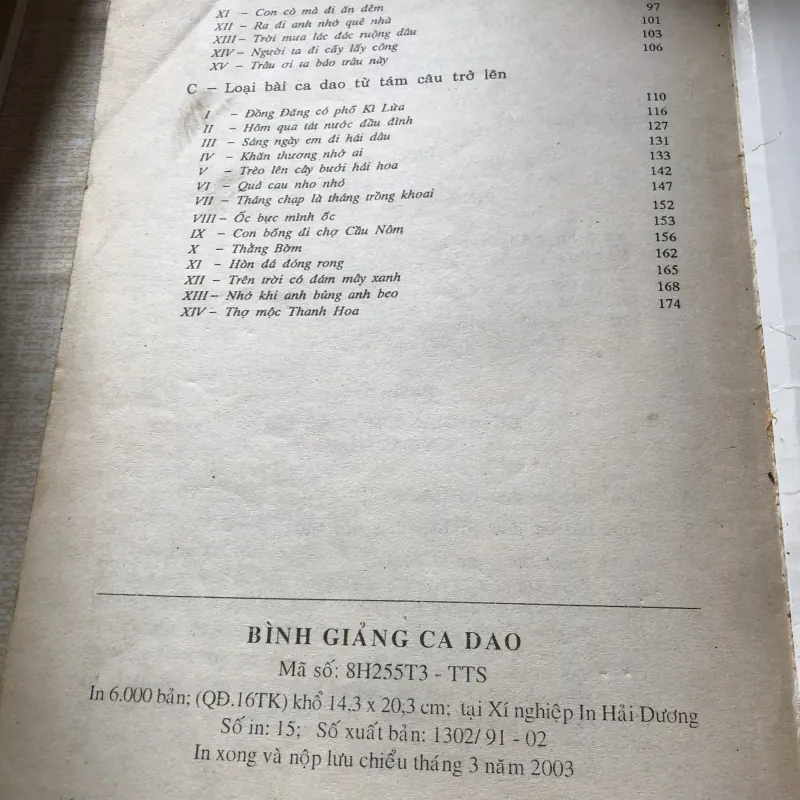 XI – Con cò mà đi ăn đêm 97
XII – Ra đi anh nhớ quê nhà 101
XIII – Trời mưa lác đác ruộng dâu 103
XIV – Người ta đi cấy lấy công 106
XV – Trâu ơi ta bảo trâu này
C – Loại bài ca dao từ tám câu trở lên
I – Đồng Đăng có phố Kì Lừa 110
II – Hôm qua tát nước đầu đình 116
III – Sáng ngày em đi hái dâu 127
IV – Khăn thương nhớ ai 131
V – Trèo lên cây bưởi hái hoa 133
VI – Quả cau nho nhỏ 142
VII – Tháng chạp là tháng trồng khoai 147
VIII – Ốc bực mình ốc 152
IX – Con bống đi chợ Cầu Nôm 153
X – Thằng Bờm 156
XI – Hòn đá đóng rong 162
XII – Trên trời có đám mây xanh 165
XIII – Nhớ khi anh bủng anh beo 168
XIV – Thợ mộc Thanh Hoa 174
BÌNH GIẢNG CA DAO
Mã số: 8H255T3 - TTS
In 6.000 bản; (QĐ.16TK) khổ 14,3 x 20,3 cm; tại Xí nghiệp In Hải Dương
Số in: 15; Số xuất bản: 1302/ 91 - 02
In xong và nộp lưu chiểu tháng 3 năm 2003